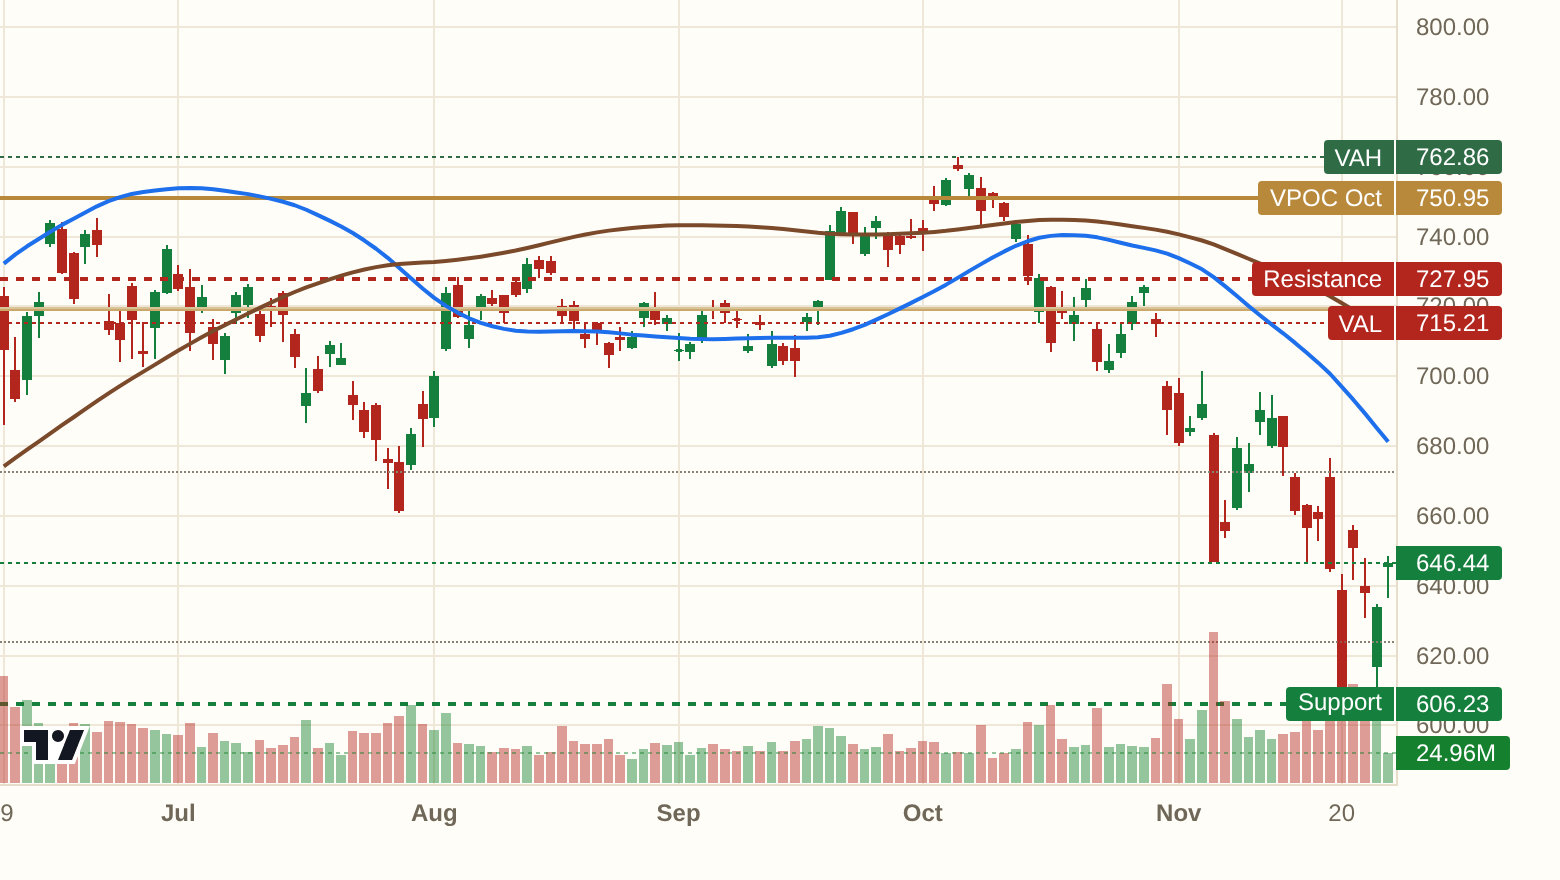 800.00
780.00
VAH 762.86
VPOC Oct 750.95
740.00
Resistance 727.95
720.00
VAL 715.21
700.00
680.00
660.00
646.44
640.00
620.00
Support 606.23
600.00
24.96M
9 Jul Aug Sep Oct Nov 20